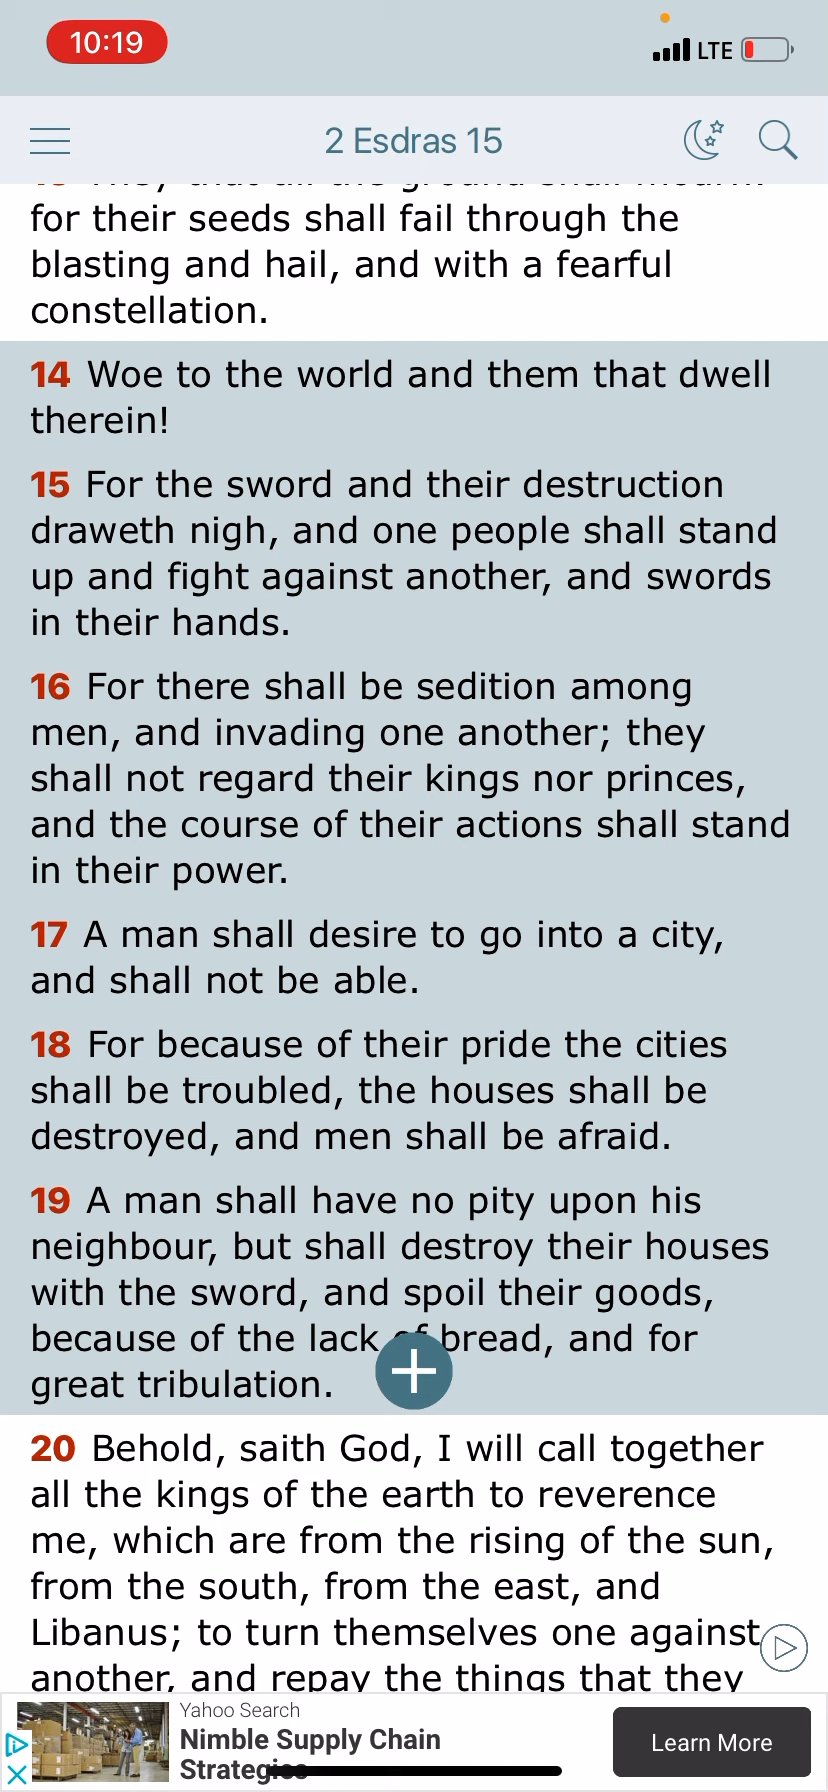 10:19
LTE
2 Esdras 15
for their seeds shall fail through the
blasting and hail, and with a fearful
constellation.
14 Woe to the world and them that dwell
therein!
15 For the sword and their destruction
draweth nigh, and one people shall stand
up and fight against another, and swords
in their hands.
16 For there shall be sedition among
men, and invading one another; they
shall not regard their kings nor princes,
and the course of their actions shall stand
in their power.
17 A man shall desire to go into a city,
and shall not be able.
18 For because of their pride the cities
shall be troubled, the houses shall be
destroyed, and men shall be afraid.
19 A man shall have no pity upon his
neighbour, but shall destroy their houses
with the sword, and spoil their goods,
because of the lack of bread, and for
great tribulation.
20 Behold, saith God, I will call together
all the kings of the earth to reverence
me, which are from the rising of the sun,
from the south, from the east, and
Libanus; to turn themselves one against
another, and repay the things that they
Yahoo Search
Nimble Supply Chain
Strategies
Learn More